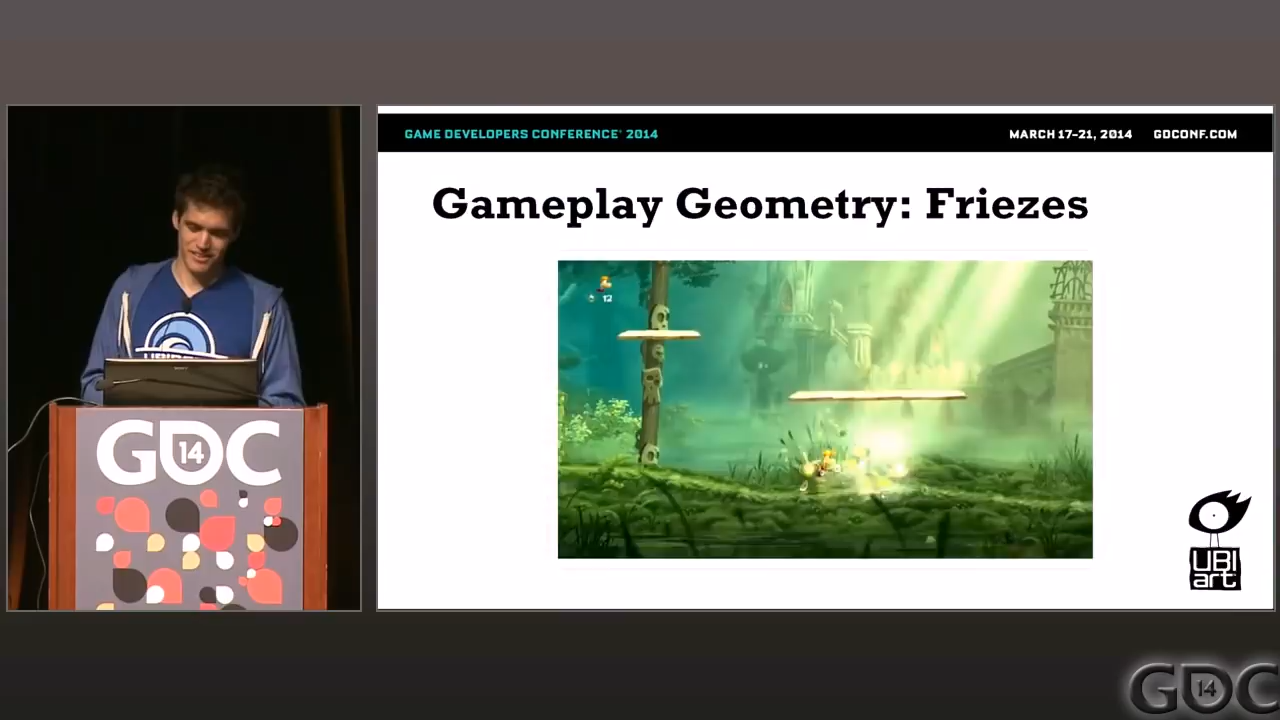 GAME DEVELOPERS CONFERENCE® 2014
MARCH 17–21, 2014 GDCONF.COM
Gameplay Geometry: Friezes
12
UBI
art
GDC
14
GDC
14